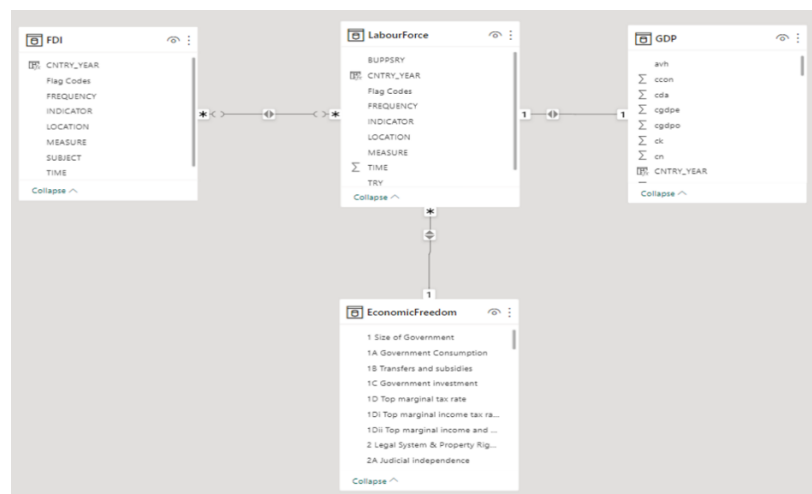 FDI
CNTRY_YEAR
Flag Codes
FREQUENCY
INDICATOR
LOCATION
MEASURE
SUBJECT
TIME
Collapse
*
*
LabourForce
BUPPSRY
CNTRY_YEAR
Flag Codes
FREQUENCY
INDICATOR
LOCATION
MEASURE
Σ TIME
TRY
Collapse
1
1
GDP
avh
Σ ccon
Σ cda
Σ cgdpe
Σ cgdpo
Σ ck
Σ cn
CNTRY_YEAR
Collapse
*
1
EconomicFreedom
1 Size of Government
1A Government Consumption
1B Transfers and subsidies
1C Government investment
1D Top marginal tax rate
1Di Top marginal income tax ra...
1Dii Top marginal income and ...
2 Legal System & Property Rig...
2A Judicial independence
Collapse